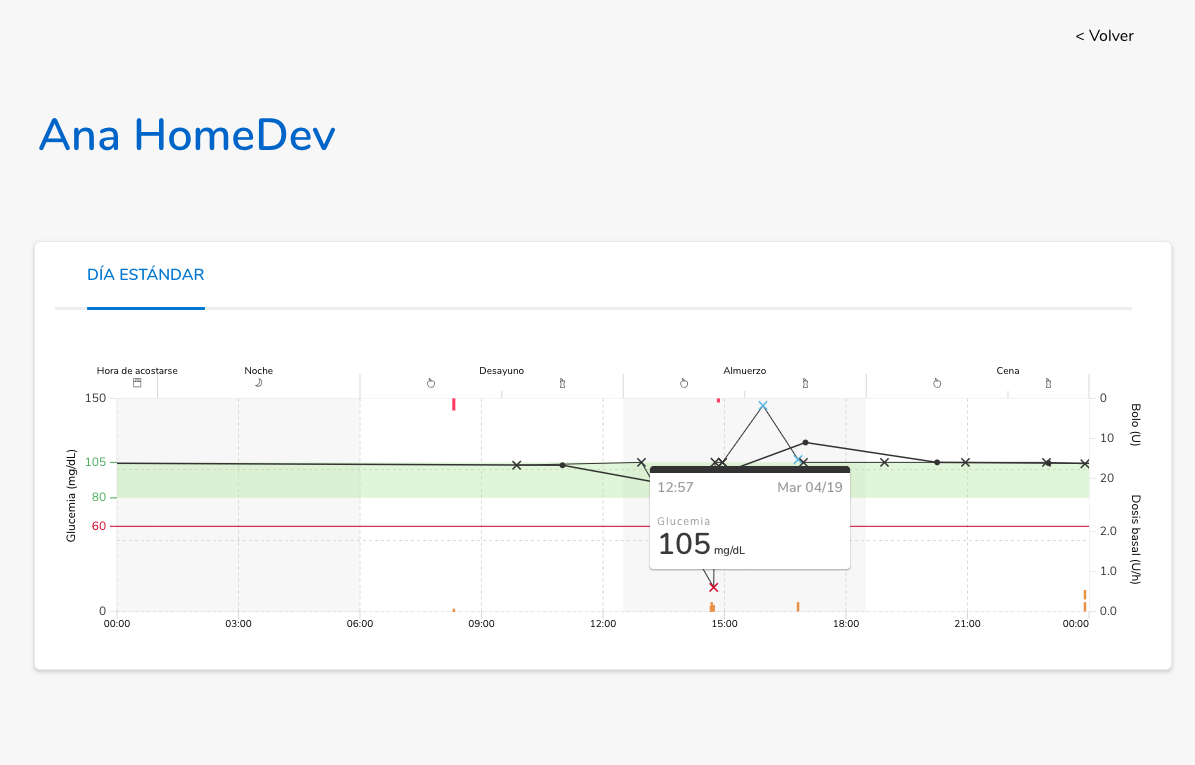 < Volver
Ana HomeDev
DÍA ESTÁNDAR
Hora de acostarse Noche Desayuno Almuerzo Cena
150
105
80
60
0
Glucemia (mg/dL)
0
10
20
2.0
1.0
0.0
Bolo (U)
Dosis basal (U/h)
12:57 Mar 04/19
Glucemia
105 mg/dL
00:00 03:00 06:00 09:00 12:00 15:00 18:00 21:00 00:00